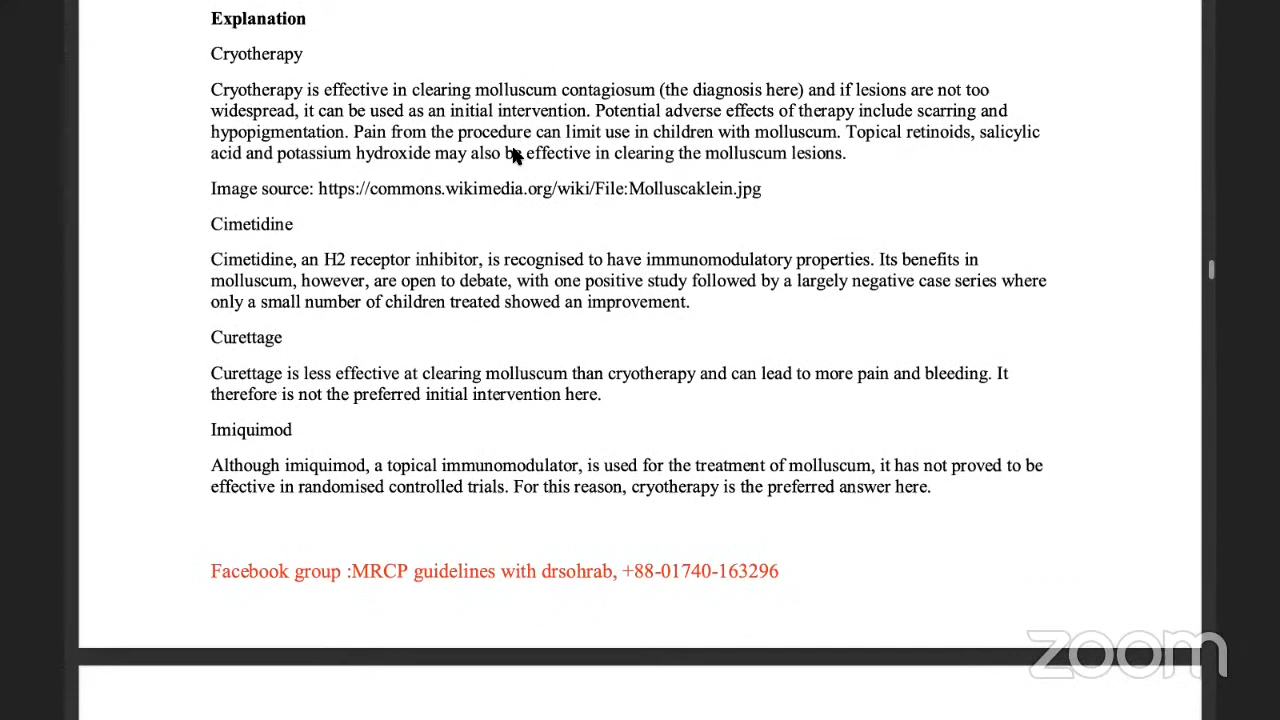 Explanation
Cryotherapy
Cryotherapy is effective in clearing molluscum contagiosum (the diagnosis here) and if lesions are not too
widespread, it can be used as an initial intervention. Potential adverse effects of therapy include scarring and
hypopigmentation. Pain from the procedure can limit use in children with molluscum. Topical retinoids, salicylic
acid and potassium hydroxide may also be effective in clearing the molluscum lesions.
Image source: https://commons.wikimedia.org/wiki/File:Molluscaklein.jpg
Cimetidine
Cimetidine, an H2 receptor inhibitor, is recognised to have immunomodulatory properties. Its benefits in
molluscum, however, are open to debate, with one positive study followed by a largely negative case series where
only a small number of children treated showed an improvement.
Curettage
Curettage is less effective at clearing molluscum than cryotherapy and can lead to more pain and bleeding. It
therefore is not the preferred initial intervention here.
Imiquimod
Although imiquimod, a topical immunomodulator, is used for the treatment of molluscum, it has not proved to be
effective in randomised controlled trials. For this reason, cryotherapy is the preferred answer here.
Facebook group :MRCP guidelines with drsohrab, +88-01740-163296
zoom